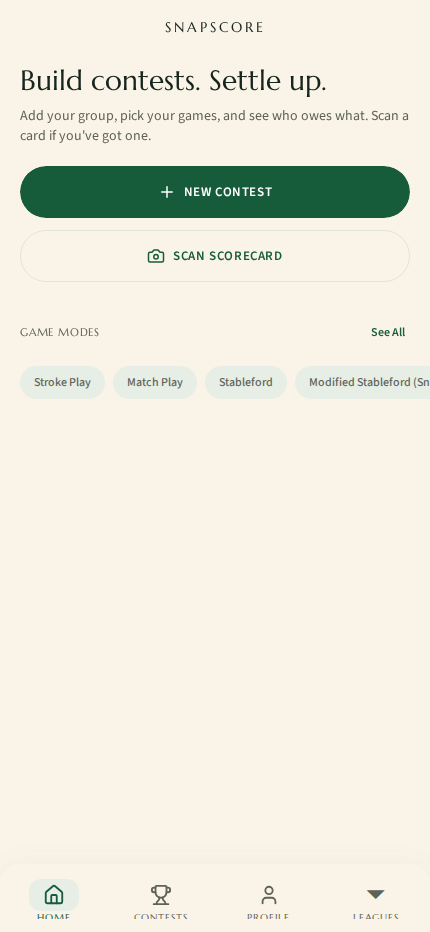 SNAPSCORE
Build contests. Settle up.
Add your group, pick your games, and see who owes what. Scan a
card if you've got one.
NEW CONTEST
SCAN SCORECARD
GAME MODES See All
Stroke Play Match Play Stableford Modified Stableford (Sn
HOME CONTESTS PROFILE LEAGUES